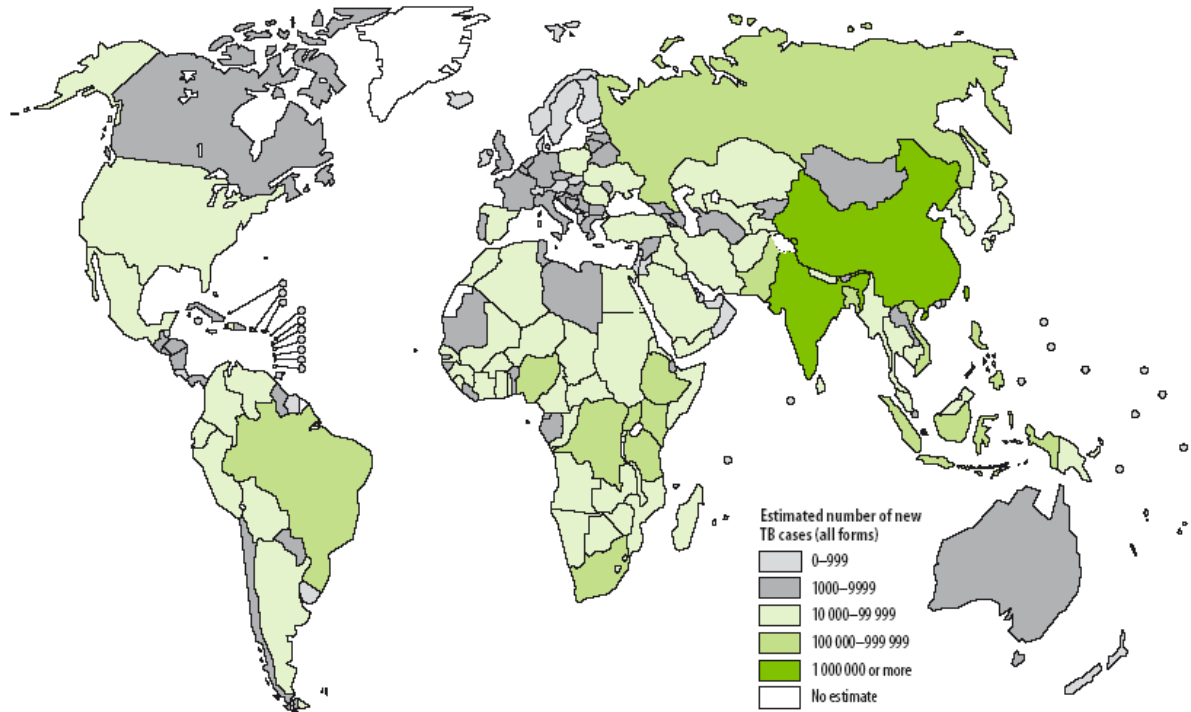 Estimated number of new
TB cases (all forms)
0–999
1000–9999
10 000–99 999
100 000–999 999
1 000 000 or more
No estimate